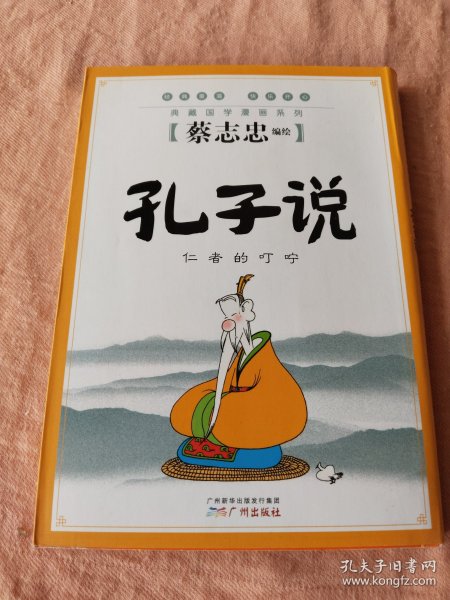 典藏国学漫画系列
【蔡志忠编绘】
孔子说
仁者的叮咛
广州新华出版发行集团
广州出版社
孔夫子旧书网
www.kongfz.com